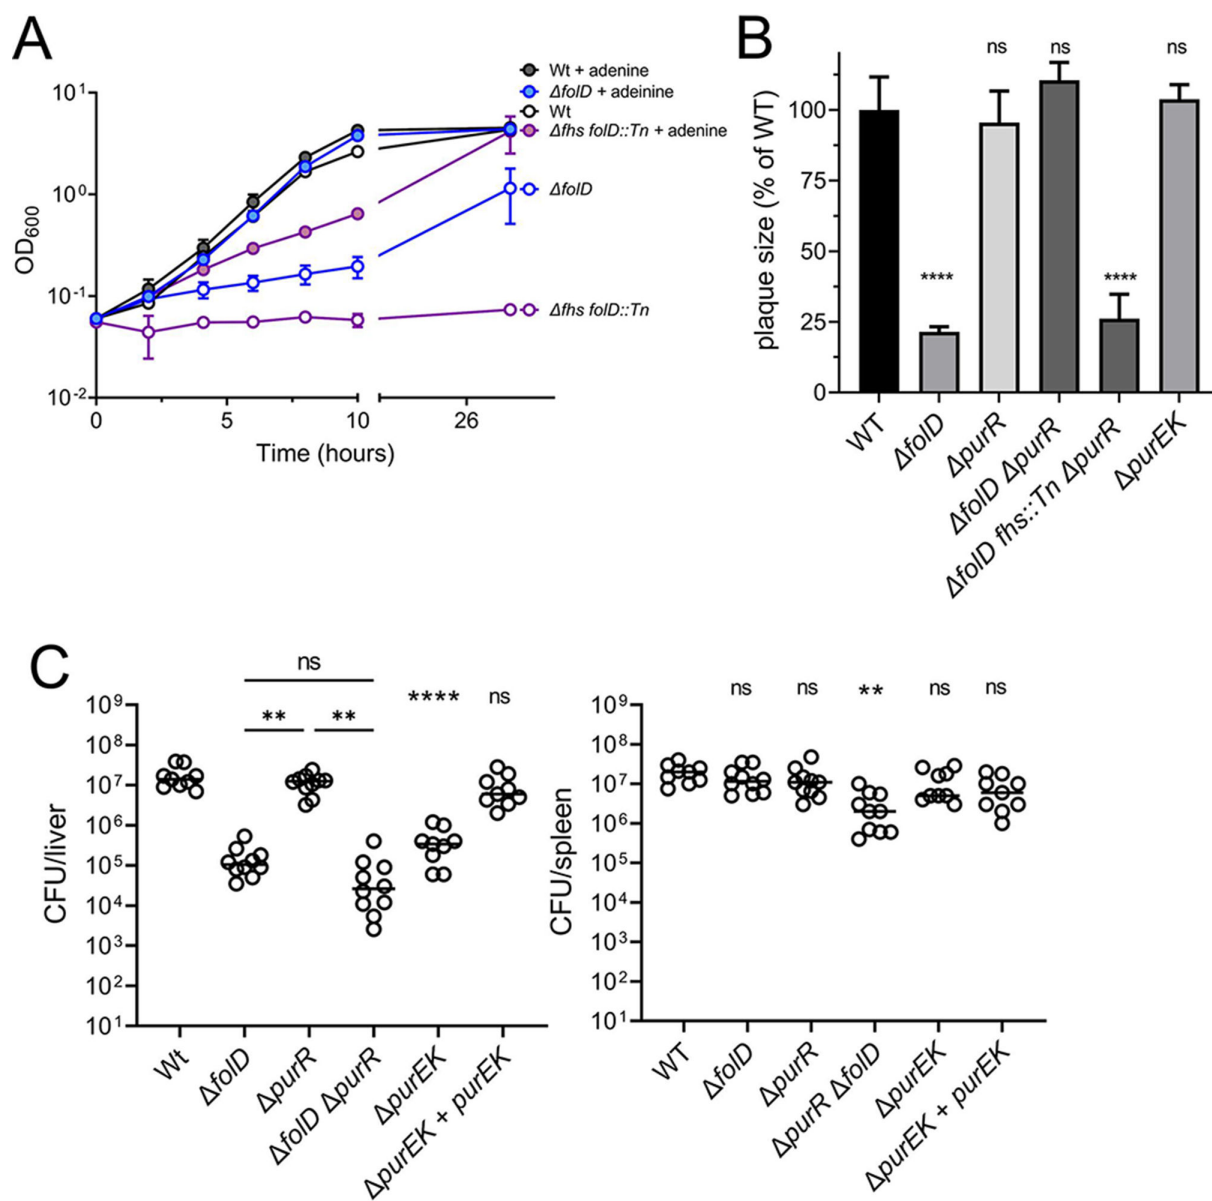 A
Wt + adenine
ΔfolD + adeinine
Wt
Δfhs folD::Tn + adenine
ΔfolD
Δfhs folD::Tn
10¹
10⁰
10⁻¹
10⁻²
OD₆₀₀
0 5 10 26
Time (hours)
B
ns ns ns
**** ****
100
75
50
25
0
plaque size (% of WT)
WT
ΔfolD
ΔpurR
ΔfolD ΔpurR
ΔfolD fhs::Tn ΔpurR
ΔpurEK
C
ns
** ** **** ns
10⁹
10⁸
10⁷
10⁶
10⁵
10⁴
10³
10²
10¹
CFU/liver
Wt
ΔfolD
ΔpurR
ΔfolD ΔpurR
ΔpurEK
ΔpurEK + purEK
ns ns ** ns ns
10⁹
10⁸
10⁷
10⁶
10⁵
10⁴
10³
10²
10¹
CFU/spleen
WT
ΔfolD
ΔpurR
ΔpurR ΔfolD
ΔpurEK
ΔpurEK + purEK